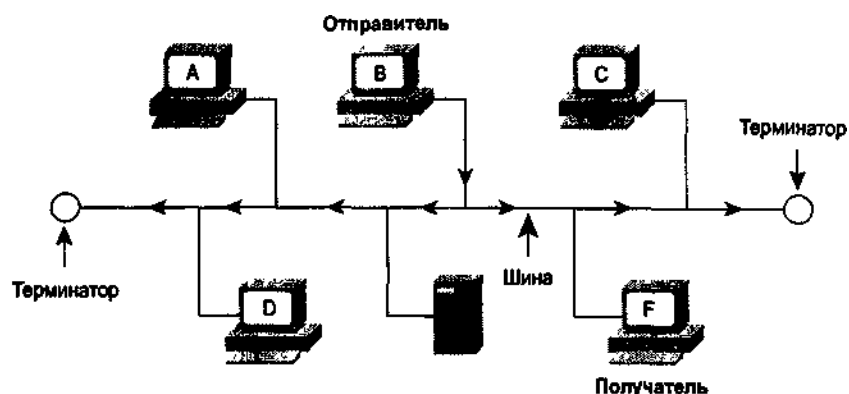 Отправитель
A
B
C
Терминатор
Терминатор
Шина
D
F
Получатель